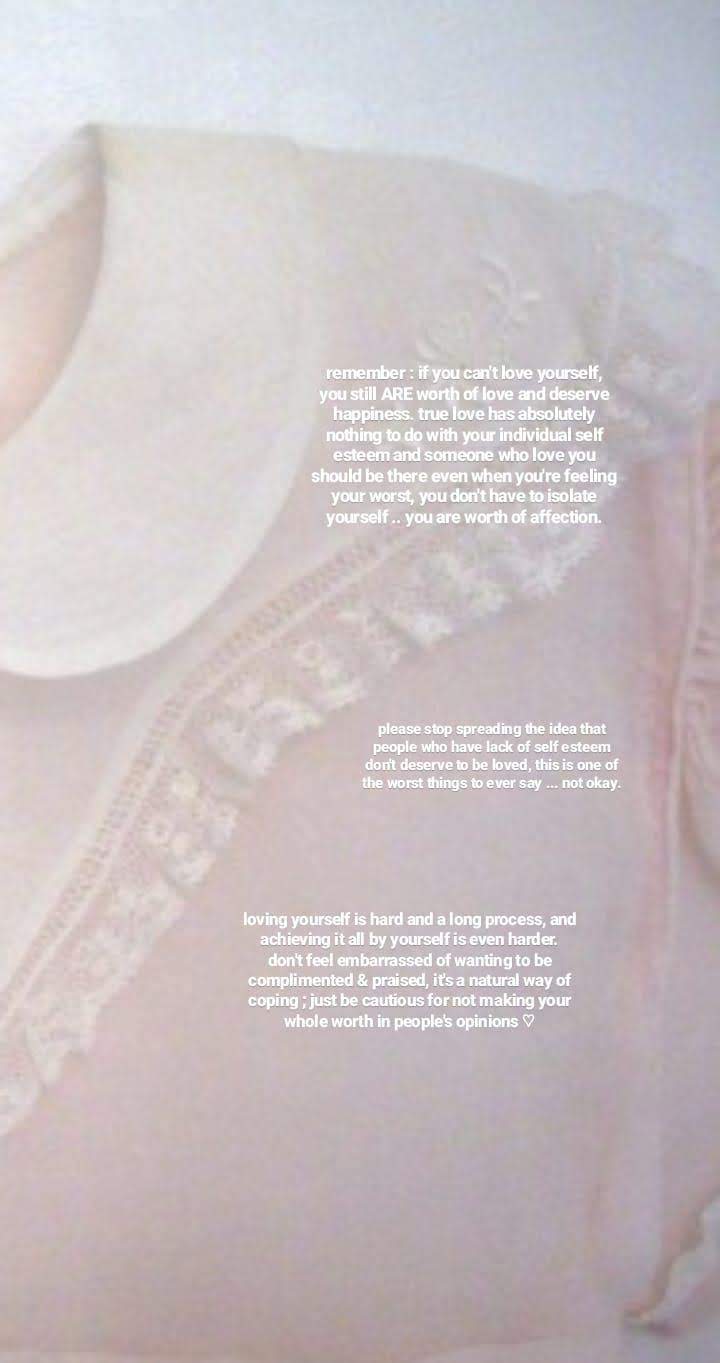 remember : if you can't love yourself,
you still ARE worth of love and deserve
happiness. true love has absolutely
nothing to do with your individual self
esteem and someone who love you
should be there even when you're feeling
your worst, you don't have to isolate
yourself .. you are worth of affection.
please stop spreading the idea that
people who have lack of self esteem
don't deserve to be loved, this is one of
the worst things to ever say ... not okay.
loving yourself is hard and a long process, and
achieving it all by yourself is even harder.
don't feel embarrassed of wanting to be
complimented & praised, it's a natural way of
coping ; just be cautious for not making your
whole worth in people's opinions ♡